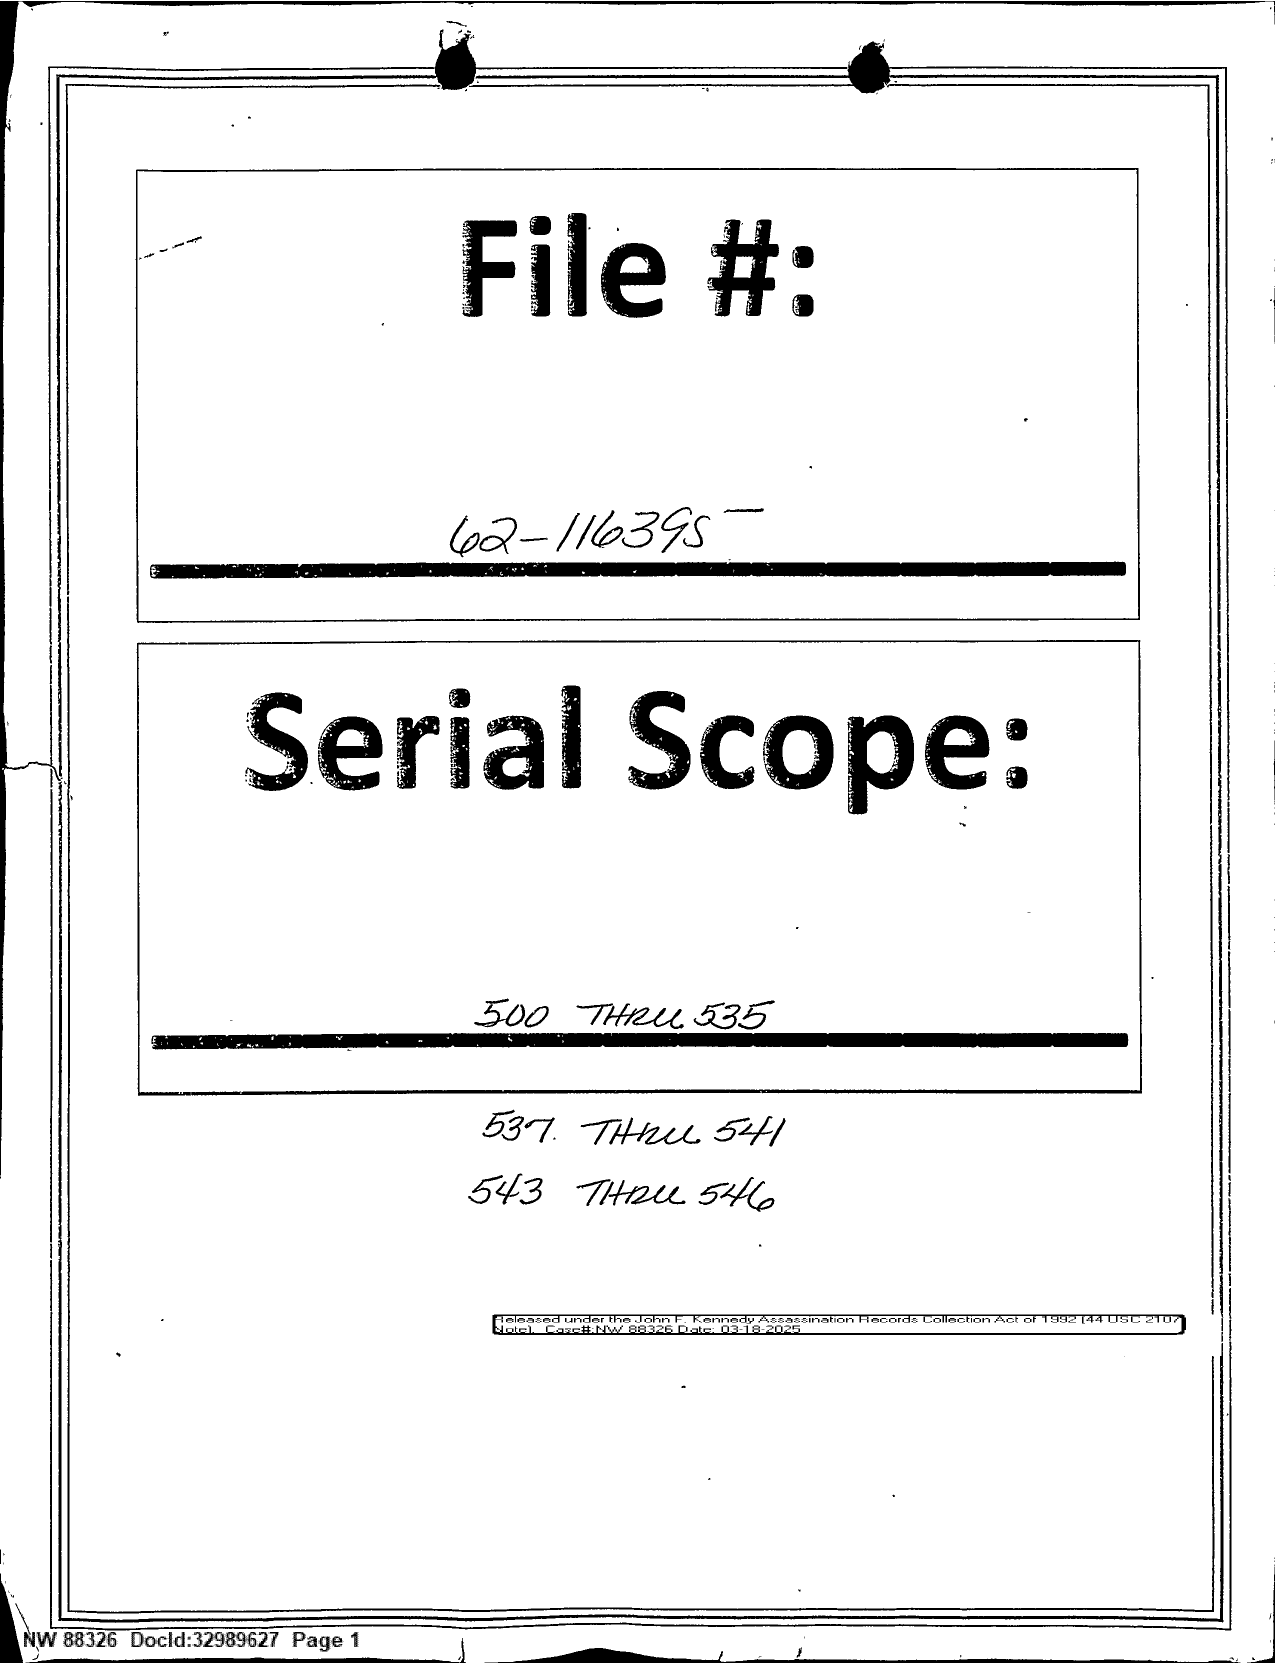 File #:
62-116395-
Serial Scope:
500 THRU 535
537 THRU 541
543 THRU 546
Released under the John F. Kennedy Assassination Records Collection Act of 1992 (44 USC 2107
Note). Case#:NW 88326 Date: 03-18-2025
NW 88326 DocId:32989627 Page 1